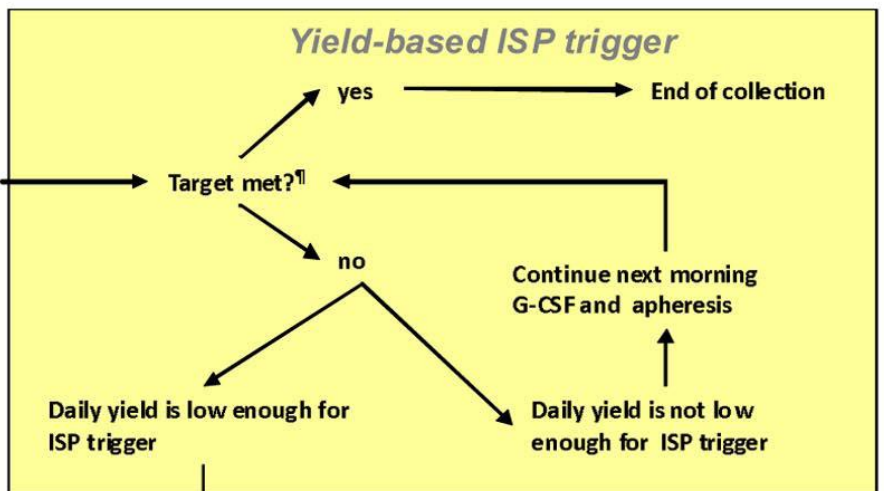 Yield-based ISP trigger
yes
End of collection
Target met?¶
no
Continue next morning
G-CSF and apheresis
Daily yield is low enough for
ISP trigger
Daily yield is not low
enough for ISP trigger